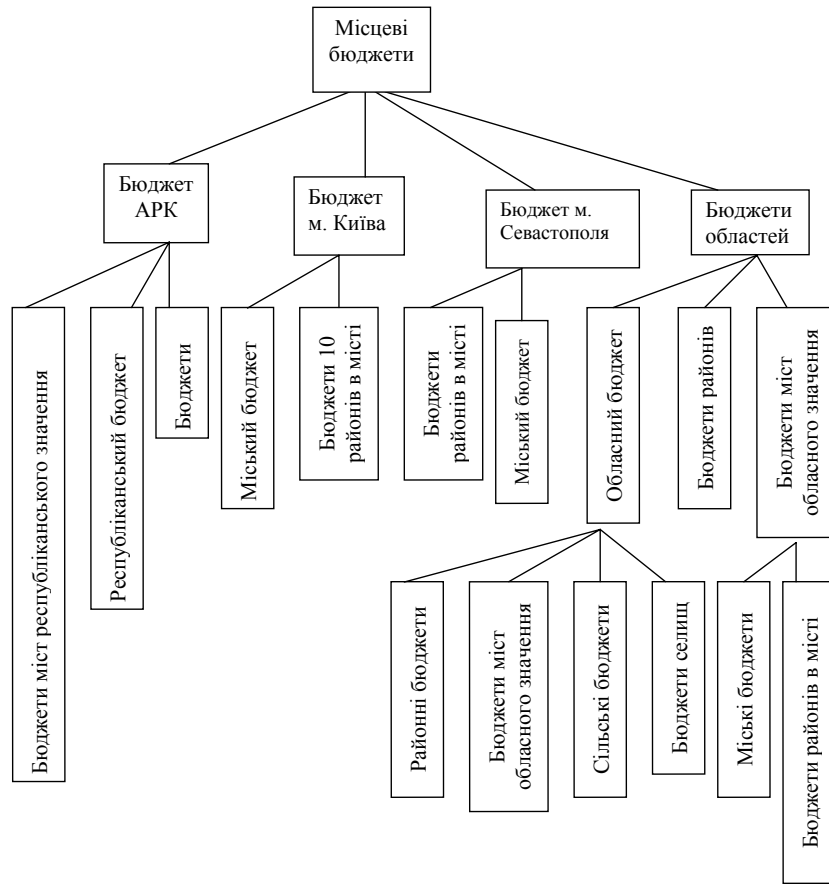 Місцеві
бюджети
Бюджет
АРК
Бюджет
м. Київа
Бюджет м.
Севастополя
Бюджети
областей
Бюджети міст республіканського значення
Республіканський бюджет
Бюджети
Міський бюджет
Бюджети 10
районів в місті
Бюджети
районів в місті
Міський бюджет
Обласний бюджет
Бюджети районів
Бюджети міст
обласного значення
Районні бюджети
Бюджети міст
обласного значення
Сільські бюджети
Бюджети селищ
Міські бюджети
Бюджети районів в місті